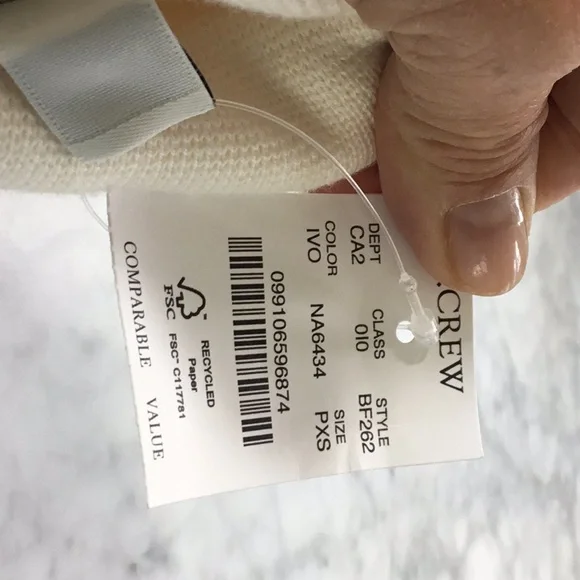 .CREW
DEPT CLASS STYLE
CA2 010 BF262
COLOR SIZE
IVO NA6434 PXS
099106596874
RECYCLED
Paper
FSC™ C117781
FSC
COMPARABLE VALUE